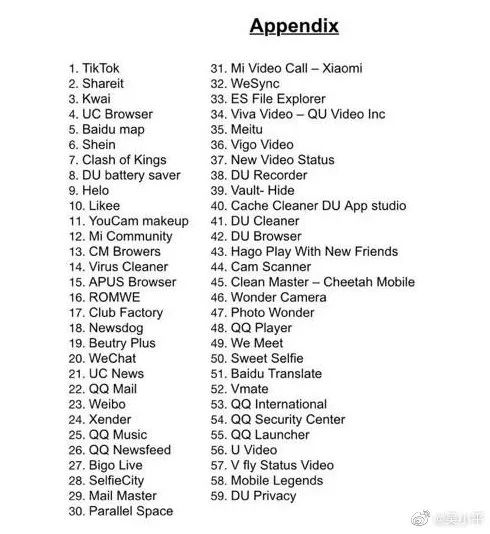 Appendix
1. TikTok
2. Shareit
3. Kwai
4. UC Browser
5. Baidu map
6. Shein
7. Clash of Kings
8. DU battery saver
9. Helo
10. Likee
11. YouCam makeup
12. Mi Community
13. CM Browers
14. Virus Cleaner
15. APUS Browser
16. ROMWE
17. Club Factory
18. Newsdog
19. Beutry Plus
20. WeChat
21. UC News
22. QQ Mail
23. Weibo
24. Xender
25. QQ Music
26. QQ Newsfeed
27. Bigo Live
28. SelfieCity
29. Mail Master
30. Parallel Space
31. Mi Video Call – Xiaomi
32. WeSync
33. ES File Explorer
34. Viva Video – QU Video Inc
35. Meitu
36. Vigo Video
37. New Video Status
38. DU Recorder
39. Vault- Hide
40. Cache Cleaner DU App studio
41. DU Cleaner
42. DU Browser
43. Hago Play With New Friends
44. Cam Scanner
45. Clean Master – Cheetah Mobile
46. Wonder Camera
47. Photo Wonder
48. QQ Player
49. We Meet
50. Sweet Selfie
51. Baidu Translate
52. Vmate
53. QQ International
54. QQ Security Center
55. QQ Launcher
56. U Video
57. V fly Status Video
58. Mobile Legends
59. DU Privacy